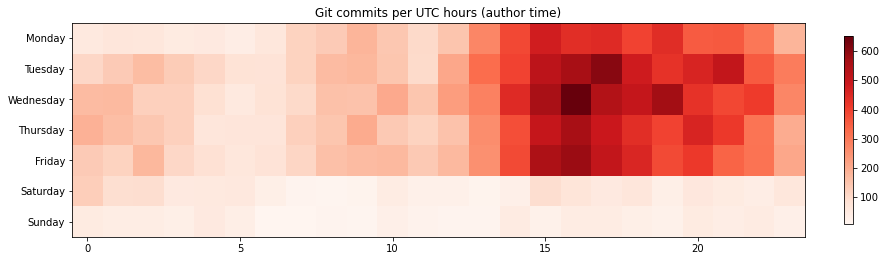 Git commits per UTC hours (author time)
Monday
Tuesday
Wednesday
Thursday
Friday
Saturday
Sunday
0 5 10 15 20
600
500
400
300
200
100